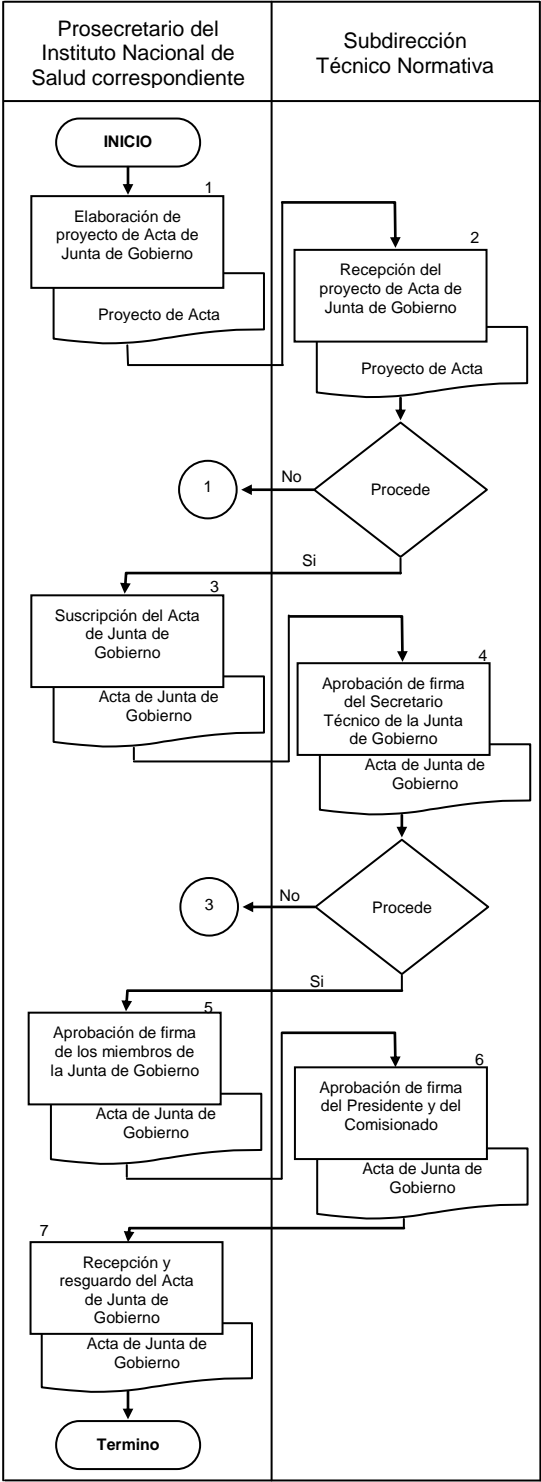 Prosecretario del
Instituto Nacional de
Salud correspondiente
Subdirección
Técnico Normativa
INICIO
1
Elaboración de
proyecto de Acta de
Junta de Gobierno
Proyecto de Acta
2
Recepción del
proyecto de Acta de
Junta de Gobierno
Proyecto de Acta
Procede
No
1
Si
3
Suscripción del Acta
de Junta de
Gobierno
Acta de Junta de
Gobierno
4
Aprobación de firma
del Secretario
Técnico de la Junta
de Gobierno
Acta de Junta de
Gobierno
Procede
No
3
Si
5
Aprobación de firma
de los miembros de
la Junta de Gobierno
Acta de Junta de
Gobierno
6
Aprobación de firma
del Presidente y del
Comisionado
Acta de Junta de
Gobierno
7
Recepción y
resguardo del Acta
de Junta de
Gobierno
Acta de Junta de
Gobierno
Termino